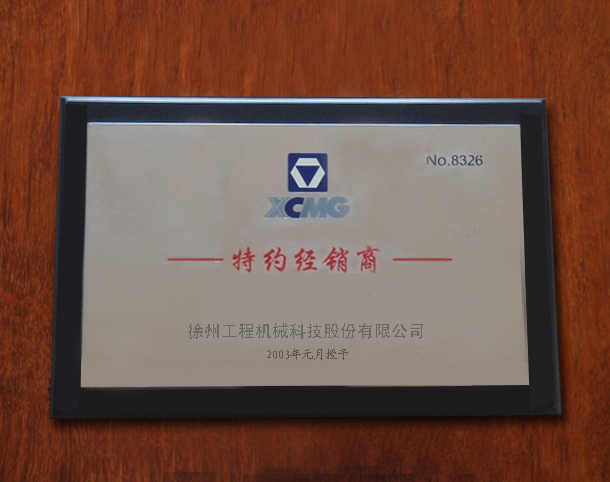 No.8326
XCMG
特约经销商
徐州工程机械科技股份有限公司
2003年元月授予